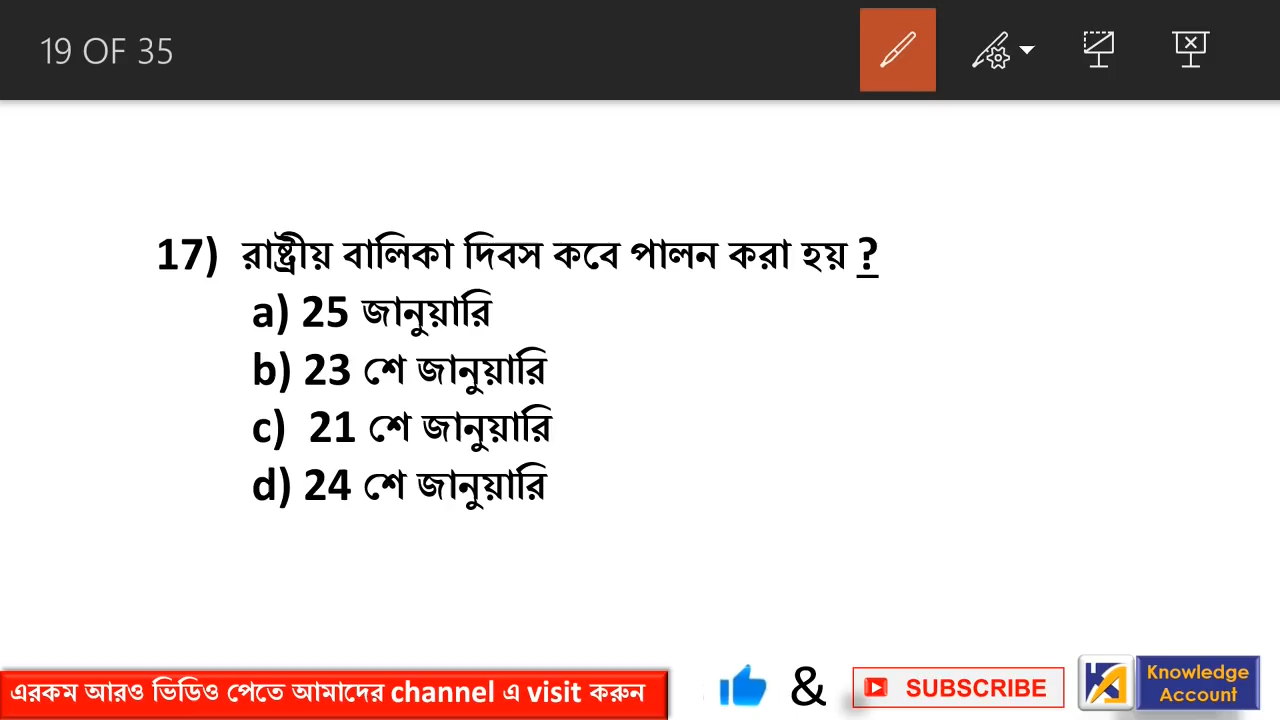 19 OF 35
17) রাষ্ট্রীয় বালিকা দিবস কবে পালন করা হয় ?
a) 25 জানুয়ারি
b) 23 শে জানুয়ারি
c) 21 শে জানুয়ারি
d) 24 শে জানুয়ারি
এরকম আরও ভিডিও পেতে আমাদের channel এ visit করুন
& SUBSCRIBE
Knowledge
Account